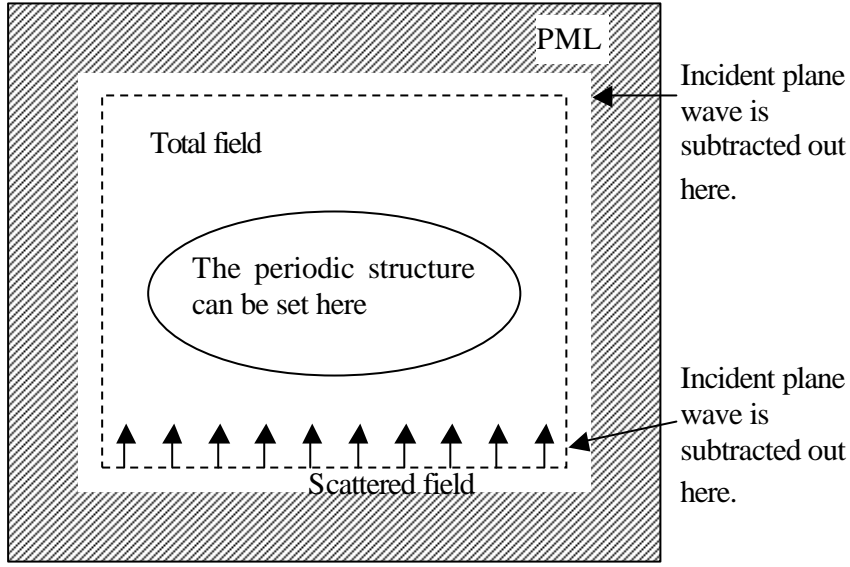 PML
Incident plane
wave is
subtracted out
here.
Total field
The periodic structure
can be set here
Incident plane
wave is
subtracted out
here.
Scattered field